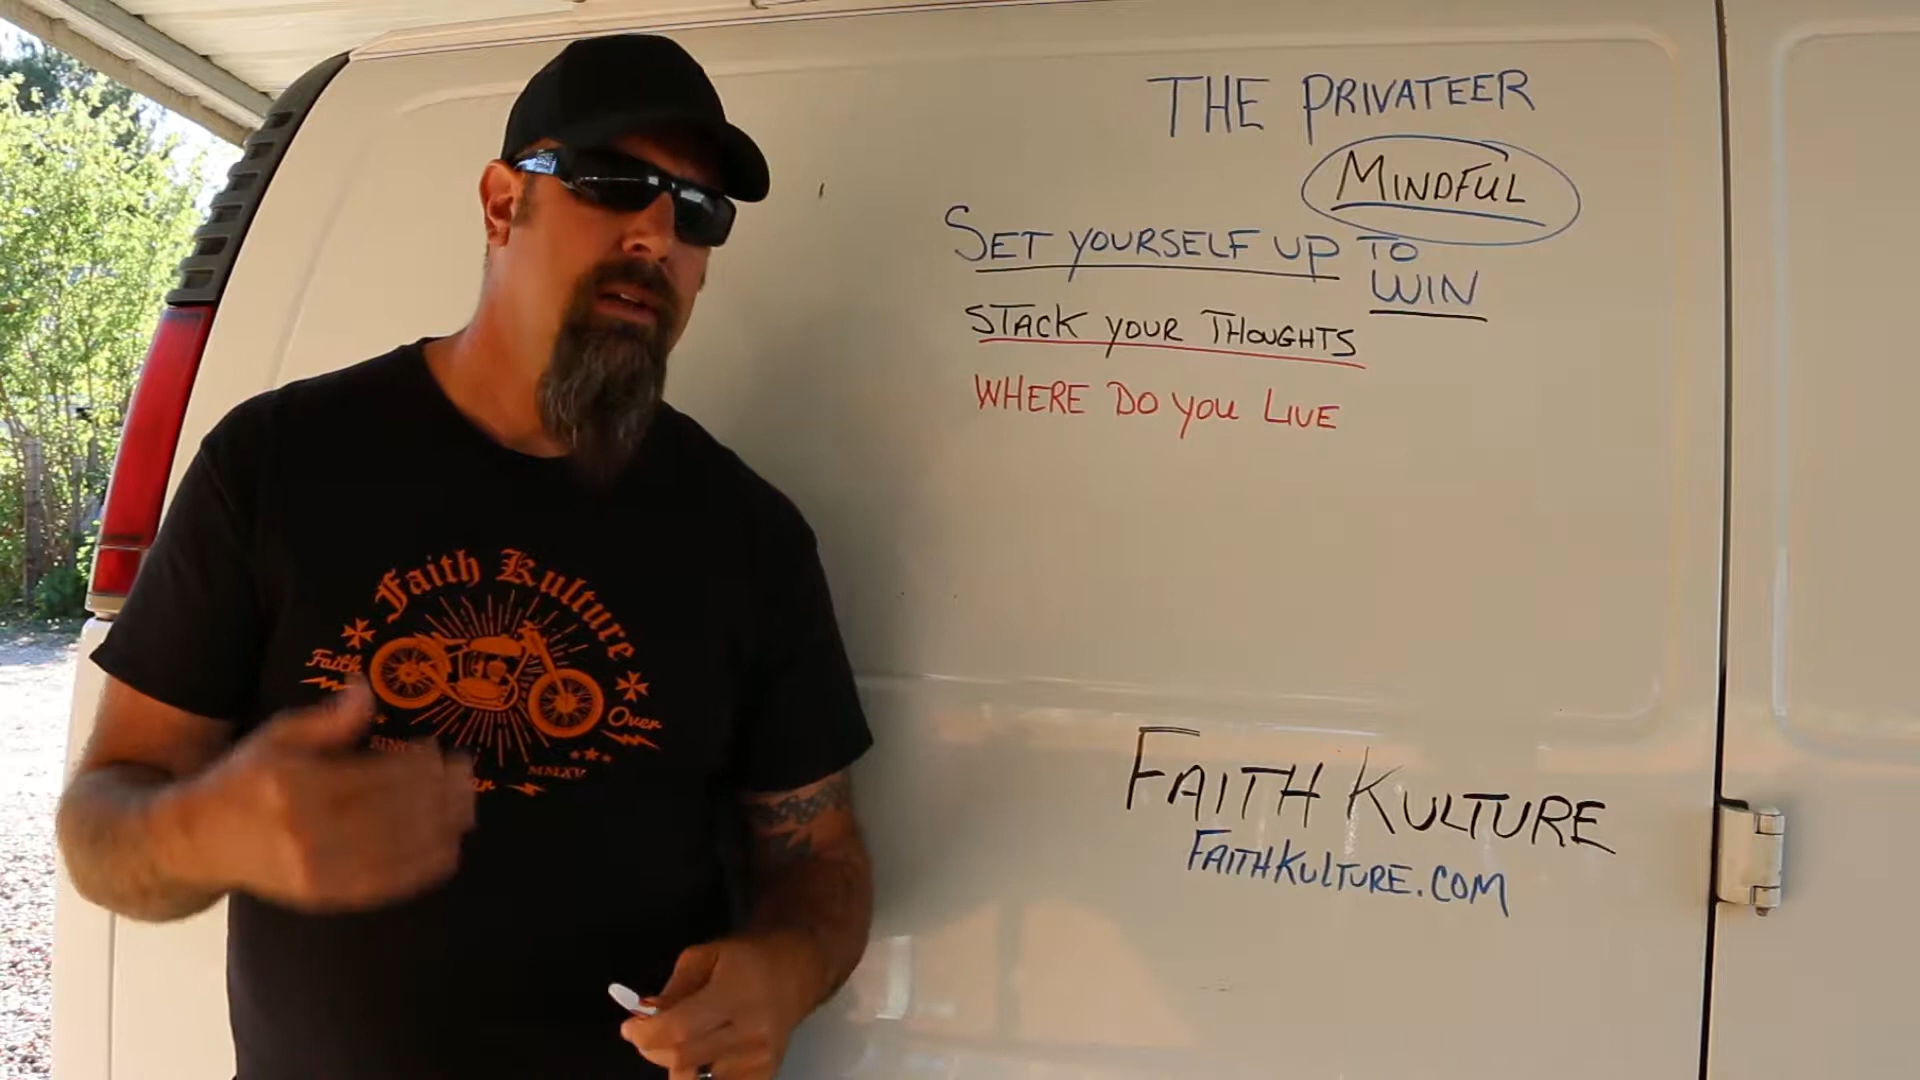 THE PRIVATEER
MINDFUL
SET YOURSELF UP TO
WIN
STACK YOUR THOUGHTS
WHERE DO YOU LIVE
FAITH KULTURE
FAITHKULTURE.COM
Faith Kulture
Faith
Over
MMXV